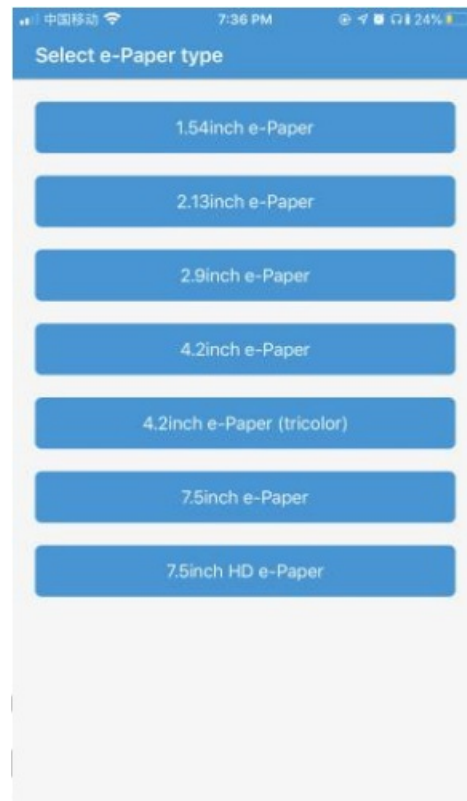 中国移动 7:36 PM 24%
Select e-Paper type
1.54inch e-Paper
2.13inch e-Paper
2.9inch e-Paper
4.2inch e-Paper
4.2inch e-Paper (tricolor)
7.5inch e-Paper
7.5inch HD e-Paper